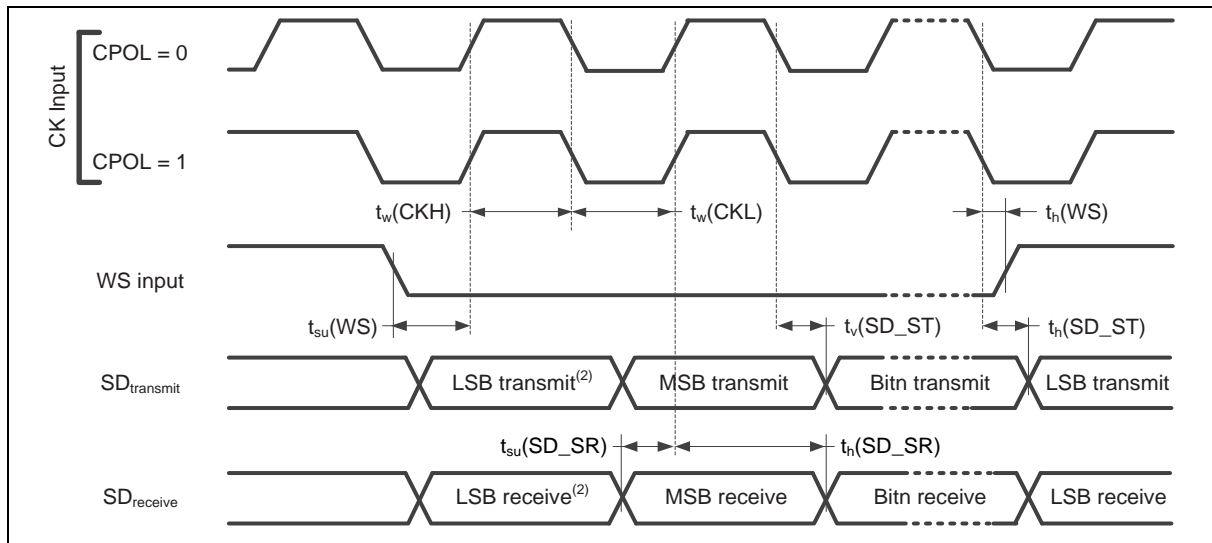 CK Input
CPOL = 0
CPOL = 1
tw(CKH)
tw(CKL)
th(WS)
WS input
tsu(WS)
tv(SD_ST)
th(SD_ST)
SDtransmit
LSB transmit(2)
MSB transmit
Bitn transmit
LSB transmit
tsu(SD_SR)
th(SD_SR)
SDreceive
LSB receive(2)
MSB receive
Bitn receive
LSB receive